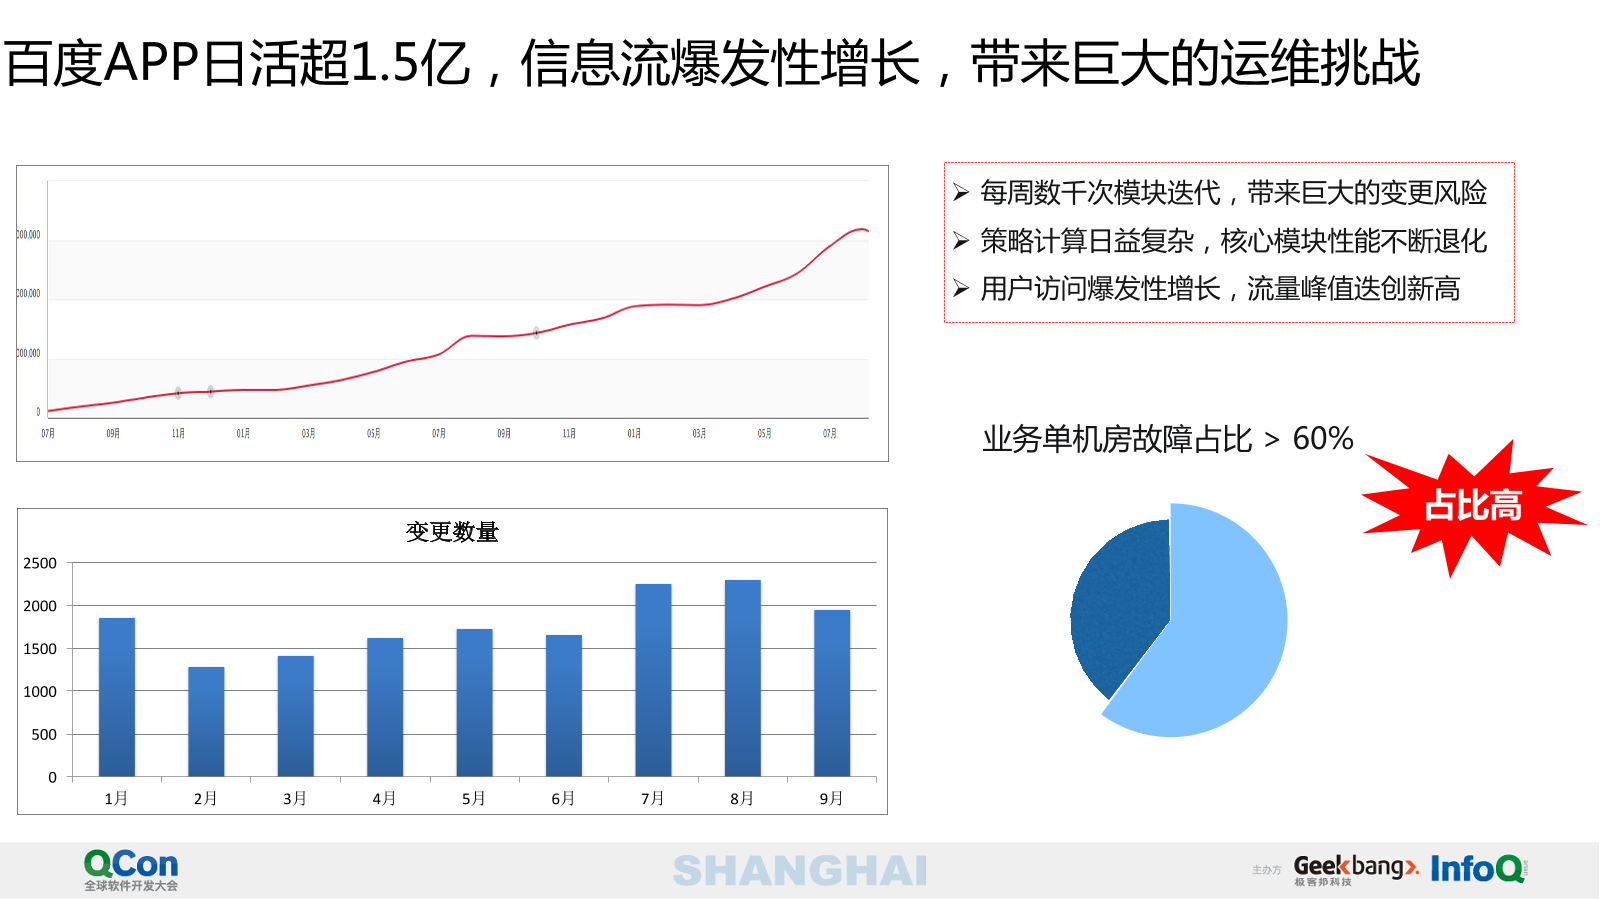 百度APP日活超1.5亿，信息流爆发性增长，带来巨大的运维挑战
000,000
000,000
000,000
0
07月 09月 11月 01月 03月 05月 07月 09月 11月 01月 03月 05月 07月
➢ 每周数千次模块迭代，带来巨大的变更风险
➢ 策略计算日益复杂，核心模块性能不断退化
➢ 用户访问爆发性增长，流量峰值迭创新高
变更数量
2500
2000
1500
1000
500
0
1月 2月 3月 4月 5月 6月 7月 8月 9月
业务单机房故障占比 > 60%
占比高
QCon
全球软件开发大会
SHANGHAI
主办方
Geekbang>.
极客邦科技
InfoQ